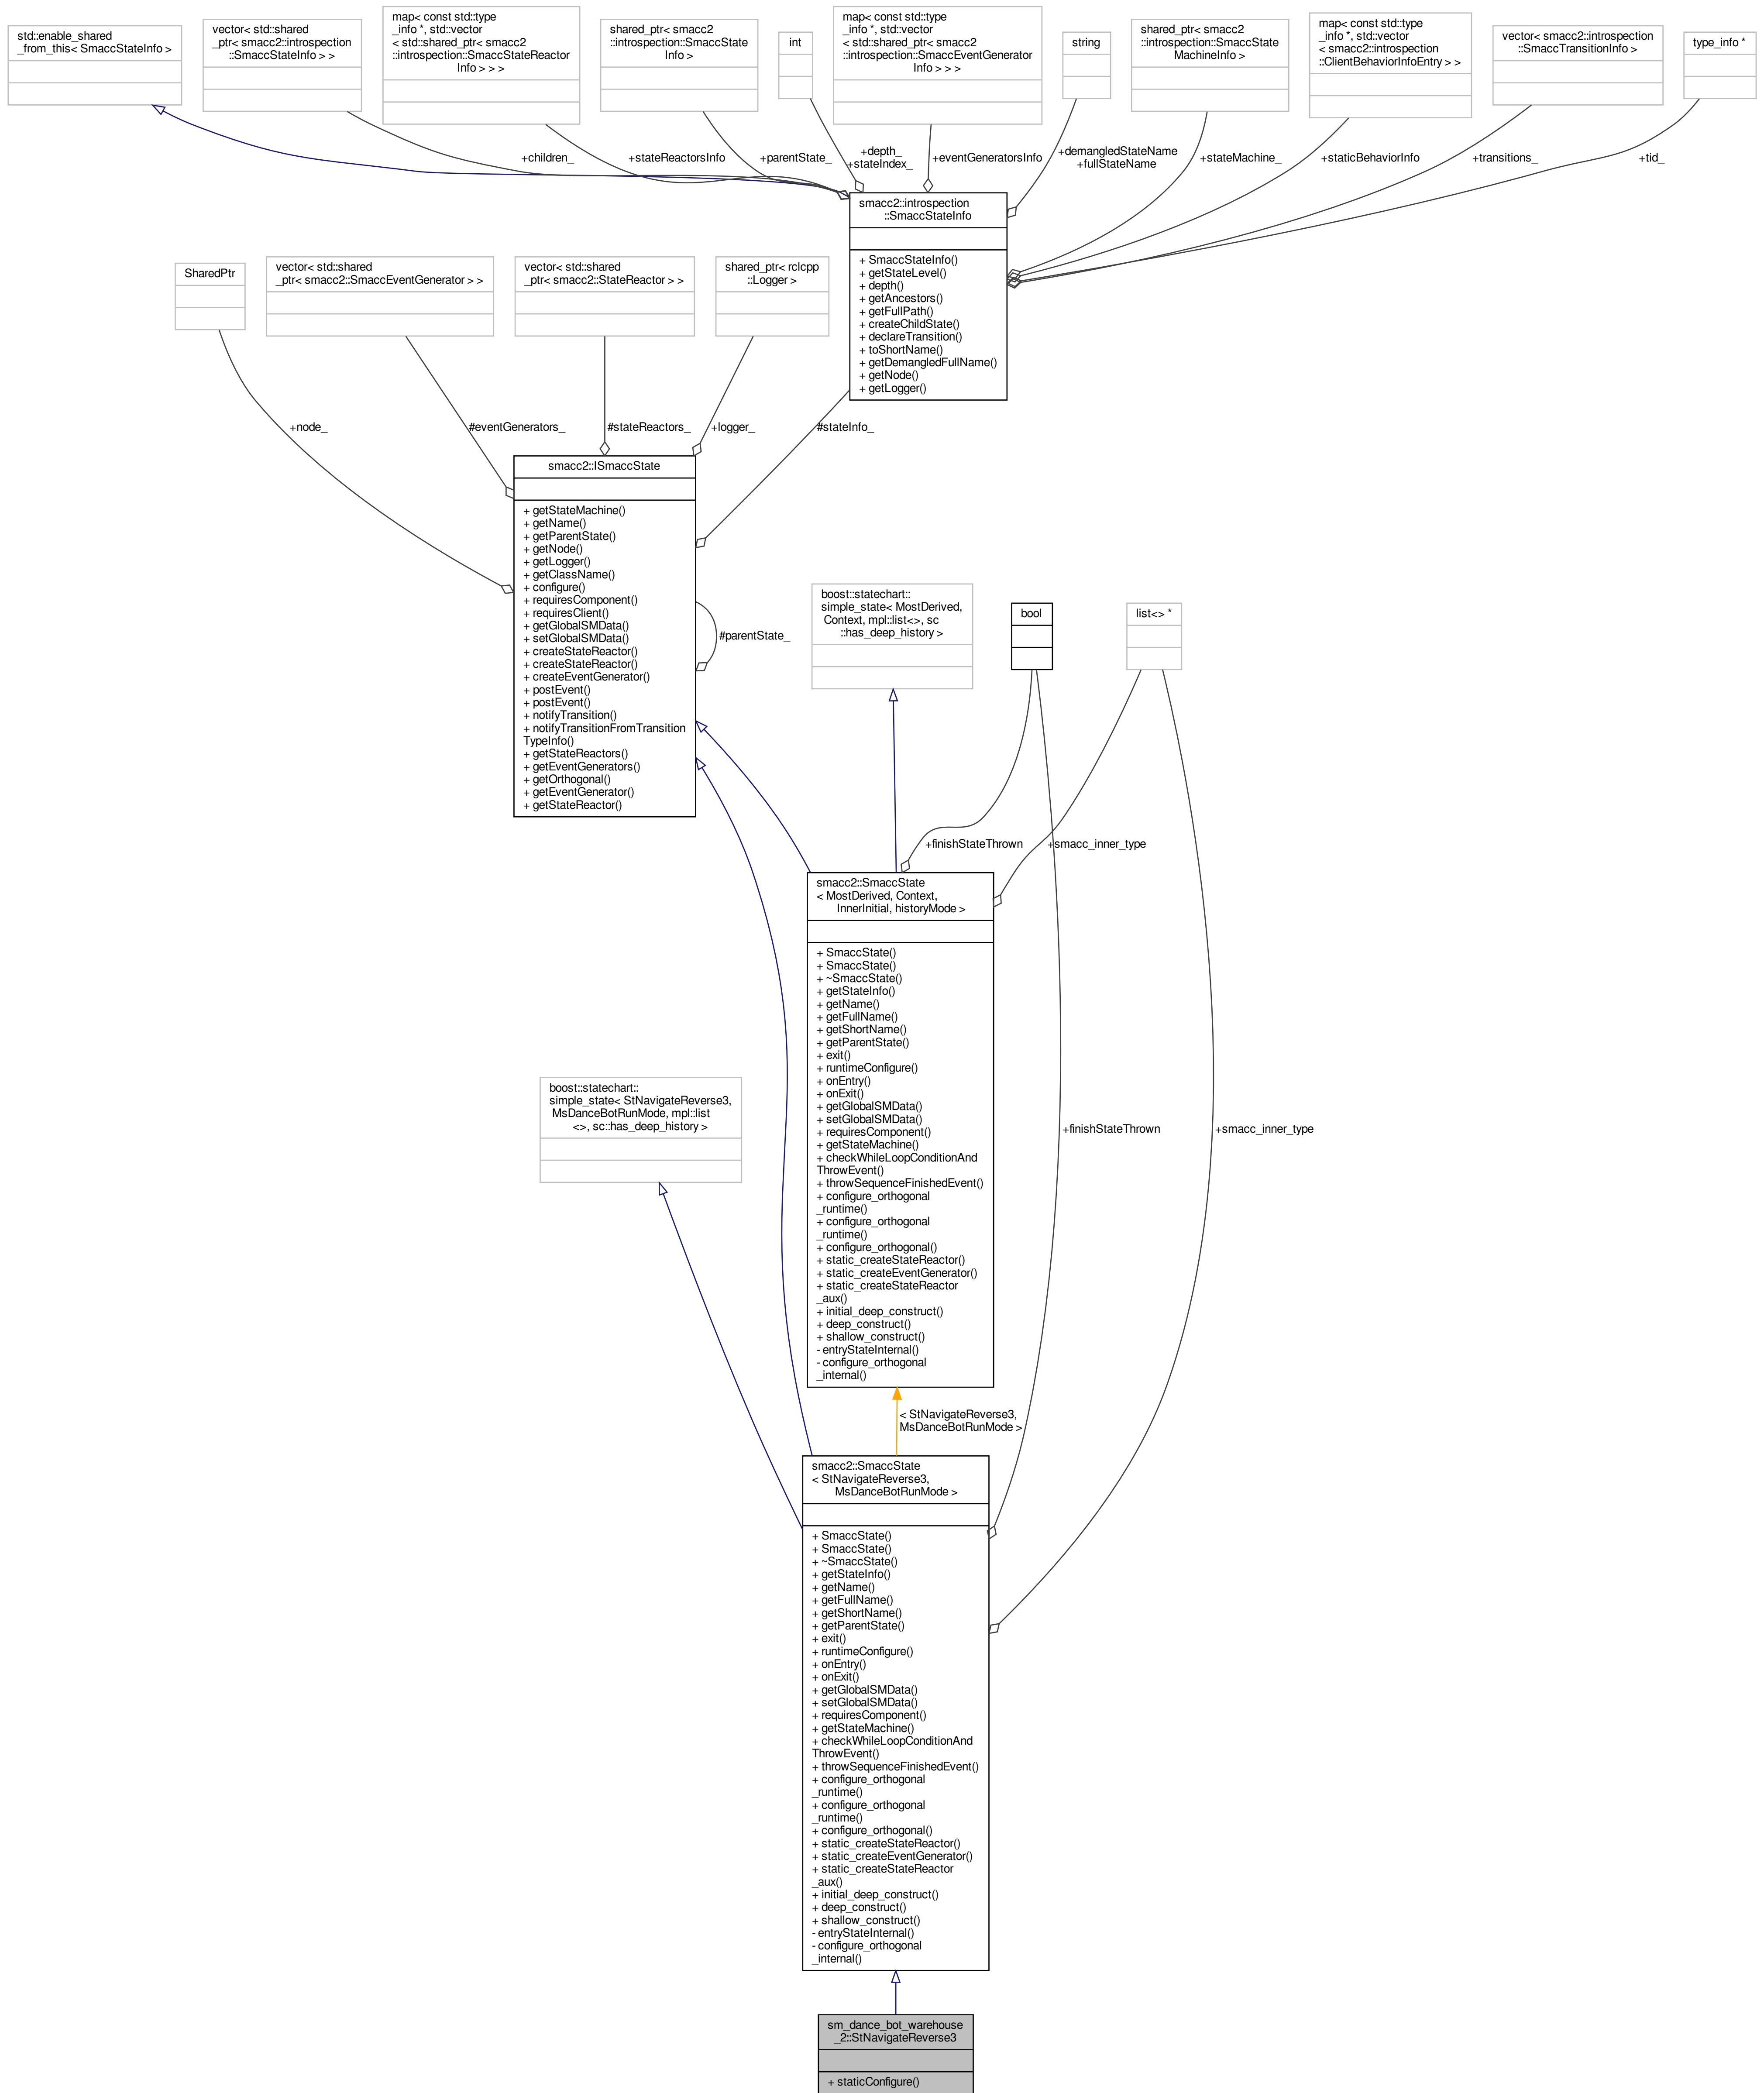 std::enable_shared
_from_this< SmaccStateInfo >
vector< std::shared
_ptr< smacc2::introspection
::SmaccStateInfo > >
map< const std::type
_info *, std::vector
< std::shared_ptr< smacc2
::introspection::SmaccStateReactor
Info > > >
shared_ptr< smacc2
::introspection::SmaccState
Info >
int
map< const std::type
_info *, std::vector
< std::shared_ptr< smacc2
::introspection::SmaccEventGenerator
Info > > >
string
shared_ptr< smacc2
::introspection::SmaccState
MachineInfo >
map< const std::type
_info *, std::vector
< smacc2::introspection
::ClientBehaviorInfoEntry > >
vector< smacc2::introspection
::SmaccTransitionInfo >
type_info *
+children_
+stateReactorsInfo
+parentState_
+depth_
+stateIndex_
+eventGeneratorsInfo
+demangledStateName
+fullStateName
+stateMachine_
+staticBehaviorInfo
+transitions_
+tid_
smacc2::introspection
::SmaccStateInfo
+ SmaccStateInfo()
+ getStateLevel()
+ depth()
+ getAncestors()
+ getFullPath()
+ createChildState()
+ declareTransition()
+ toShortName()
+ getDemangledFullName()
+ getNode()
+ getLogger()
SharedPtr
vector< std::shared
_ptr< smacc2::SmaccEventGenerator > >
vector< std::shared
_ptr< smacc2::StateReactor > >
shared_ptr< rclcpp
::Logger >
+node_
#eventGenerators_
#stateReactors_
+logger_
#stateInfo_
smacc2::ISmaccState
+ getStateMachine()
+ getName()
+ getParentState()
+ getNode()
+ getLogger()
+ getClassName()
+ configure()
+ requiresComponent()
+ requiresClient()
+ getGlobalSMData()
+ setGlobalSMData()
+ createStateReactor()
+ createStateReactor()
+ createEventGenerator()
+ postEvent()
+ postEvent()
+ notifyTransition()
+ notifyTransitionFromTransition
TypeInfo()
+ getStateReactors()
+ getEventGenerators()
+ getOrthogonal()
+ getEventGenerator()
+ getStateReactor()
#parentState_
boost::statechart::
simple_state< MostDerived,
Context, mpl::list<>, sc
::has_deep_history >
bool
list<> *
+finishStateThrown
+smacc_inner_type
smacc2::SmaccState
< MostDerived, Context,
InnerInitial, historyMode >
+ SmaccState()
+ SmaccState()
+ ~SmaccState()
+ getStateInfo()
+ getName()
+ getFullName()
+ getShortName()
+ getParentState()
+ exit()
+ runtimeConfigure()
+ onEntry()
+ onExit()
+ getGlobalSMData()
+ setGlobalSMData()
+ requiresComponent()
+ getStateMachine()
+ checkWhileLoopConditionAnd
ThrowEvent()
+ throwSequenceFinishedEvent()
+ configure_orthogonal
_runtime()
+ configure_orthogonal
_runtime()
+ configure_orthogonal()
+ static_createStateReactor()
+ static_createEventGenerator()
+ static_createStateReactor
_aux()
+ initial_deep_construct()
+ deep_construct()
+ shallow_construct()
- entryStateInternal()
- configure_orthogonal
_internal()
boost::statechart::
simple_state< StNavigateReverse3,
MsDanceBotRunMode, mpl::list
<>, sc::has_deep_history >
+finishStateThrown
+smacc_inner_type
< StNavigateReverse3,
MsDanceBotRunMode >
smacc2::SmaccState
< StNavigateReverse3,
MsDanceBotRunMode >
+ SmaccState()
+ SmaccState()
+ ~SmaccState()
+ getStateInfo()
+ getName()
+ getFullName()
+ getShortName()
+ getParentState()
+ exit()
+ runtimeConfigure()
+ onEntry()
+ onExit()
+ getGlobalSMData()
+ setGlobalSMData()
+ requiresComponent()
+ getStateMachine()
+ checkWhileLoopConditionAnd
ThrowEvent()
+ throwSequenceFinishedEvent()
+ configure_orthogonal
_runtime()
+ configure_orthogonal
_runtime()
+ configure_orthogonal()
+ static_createStateReactor()
+ static_createEventGenerator()
+ static_createStateReactor
_aux()
+ initial_deep_construct()
+ deep_construct()
+ shallow_construct()
- entryStateInternal()
- configure_orthogonal
_internal()
sm_dance_bot_warehouse
_2::StNavigateReverse3
+ staticConfigure()